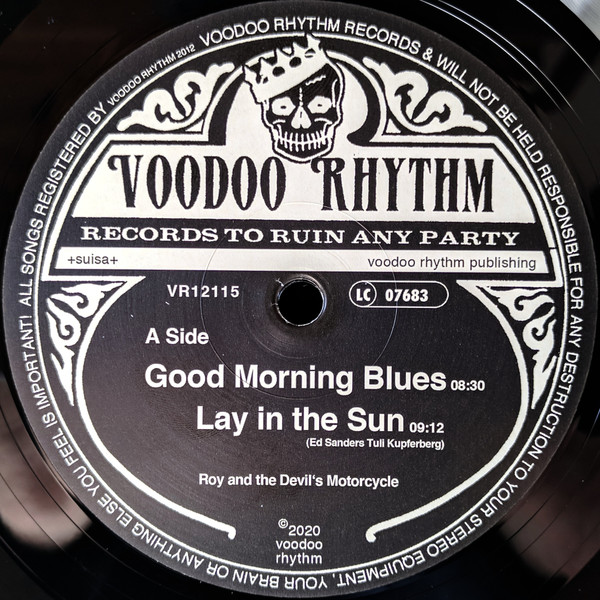 ALL SONGS REGISTERED BY VOODOO RHYTHM 2012 VOODOO RHYTHM RECORDS & WILL NOT BE HELD RESPONSIBLE FOR ANY DESTRUCTION TO YOUR STEREO EQUIPMENT, YOUR BRAIN OR ANYTHING ELSE YOU FEEL IS IMPORTANT!
VOODOO RHYTHM
RECORDS TO RUIN ANY PARTY
+suisa+ voodoo rhythm publishing
VR12115 LC 07683
A Side
Good Morning Blues 08:30
Lay in the Sun 09:12
(Ed Sanders Tuli Kupferberg)
Roy and the Devil's Motorcycle
©2020
voodoo
rhythm